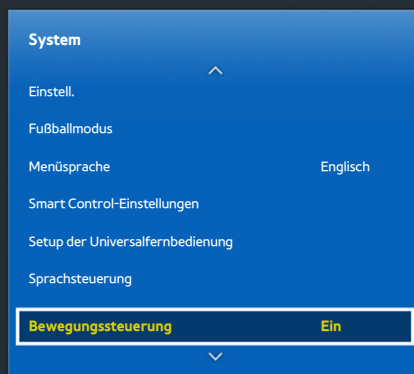 System
Einstell.
Fußballmodus
Menüsprache Englisch
Smart Control-Einstellungen
Setup der Universalfernbedienung
Sprachsteuerung
Bewegungssteuerung Ein